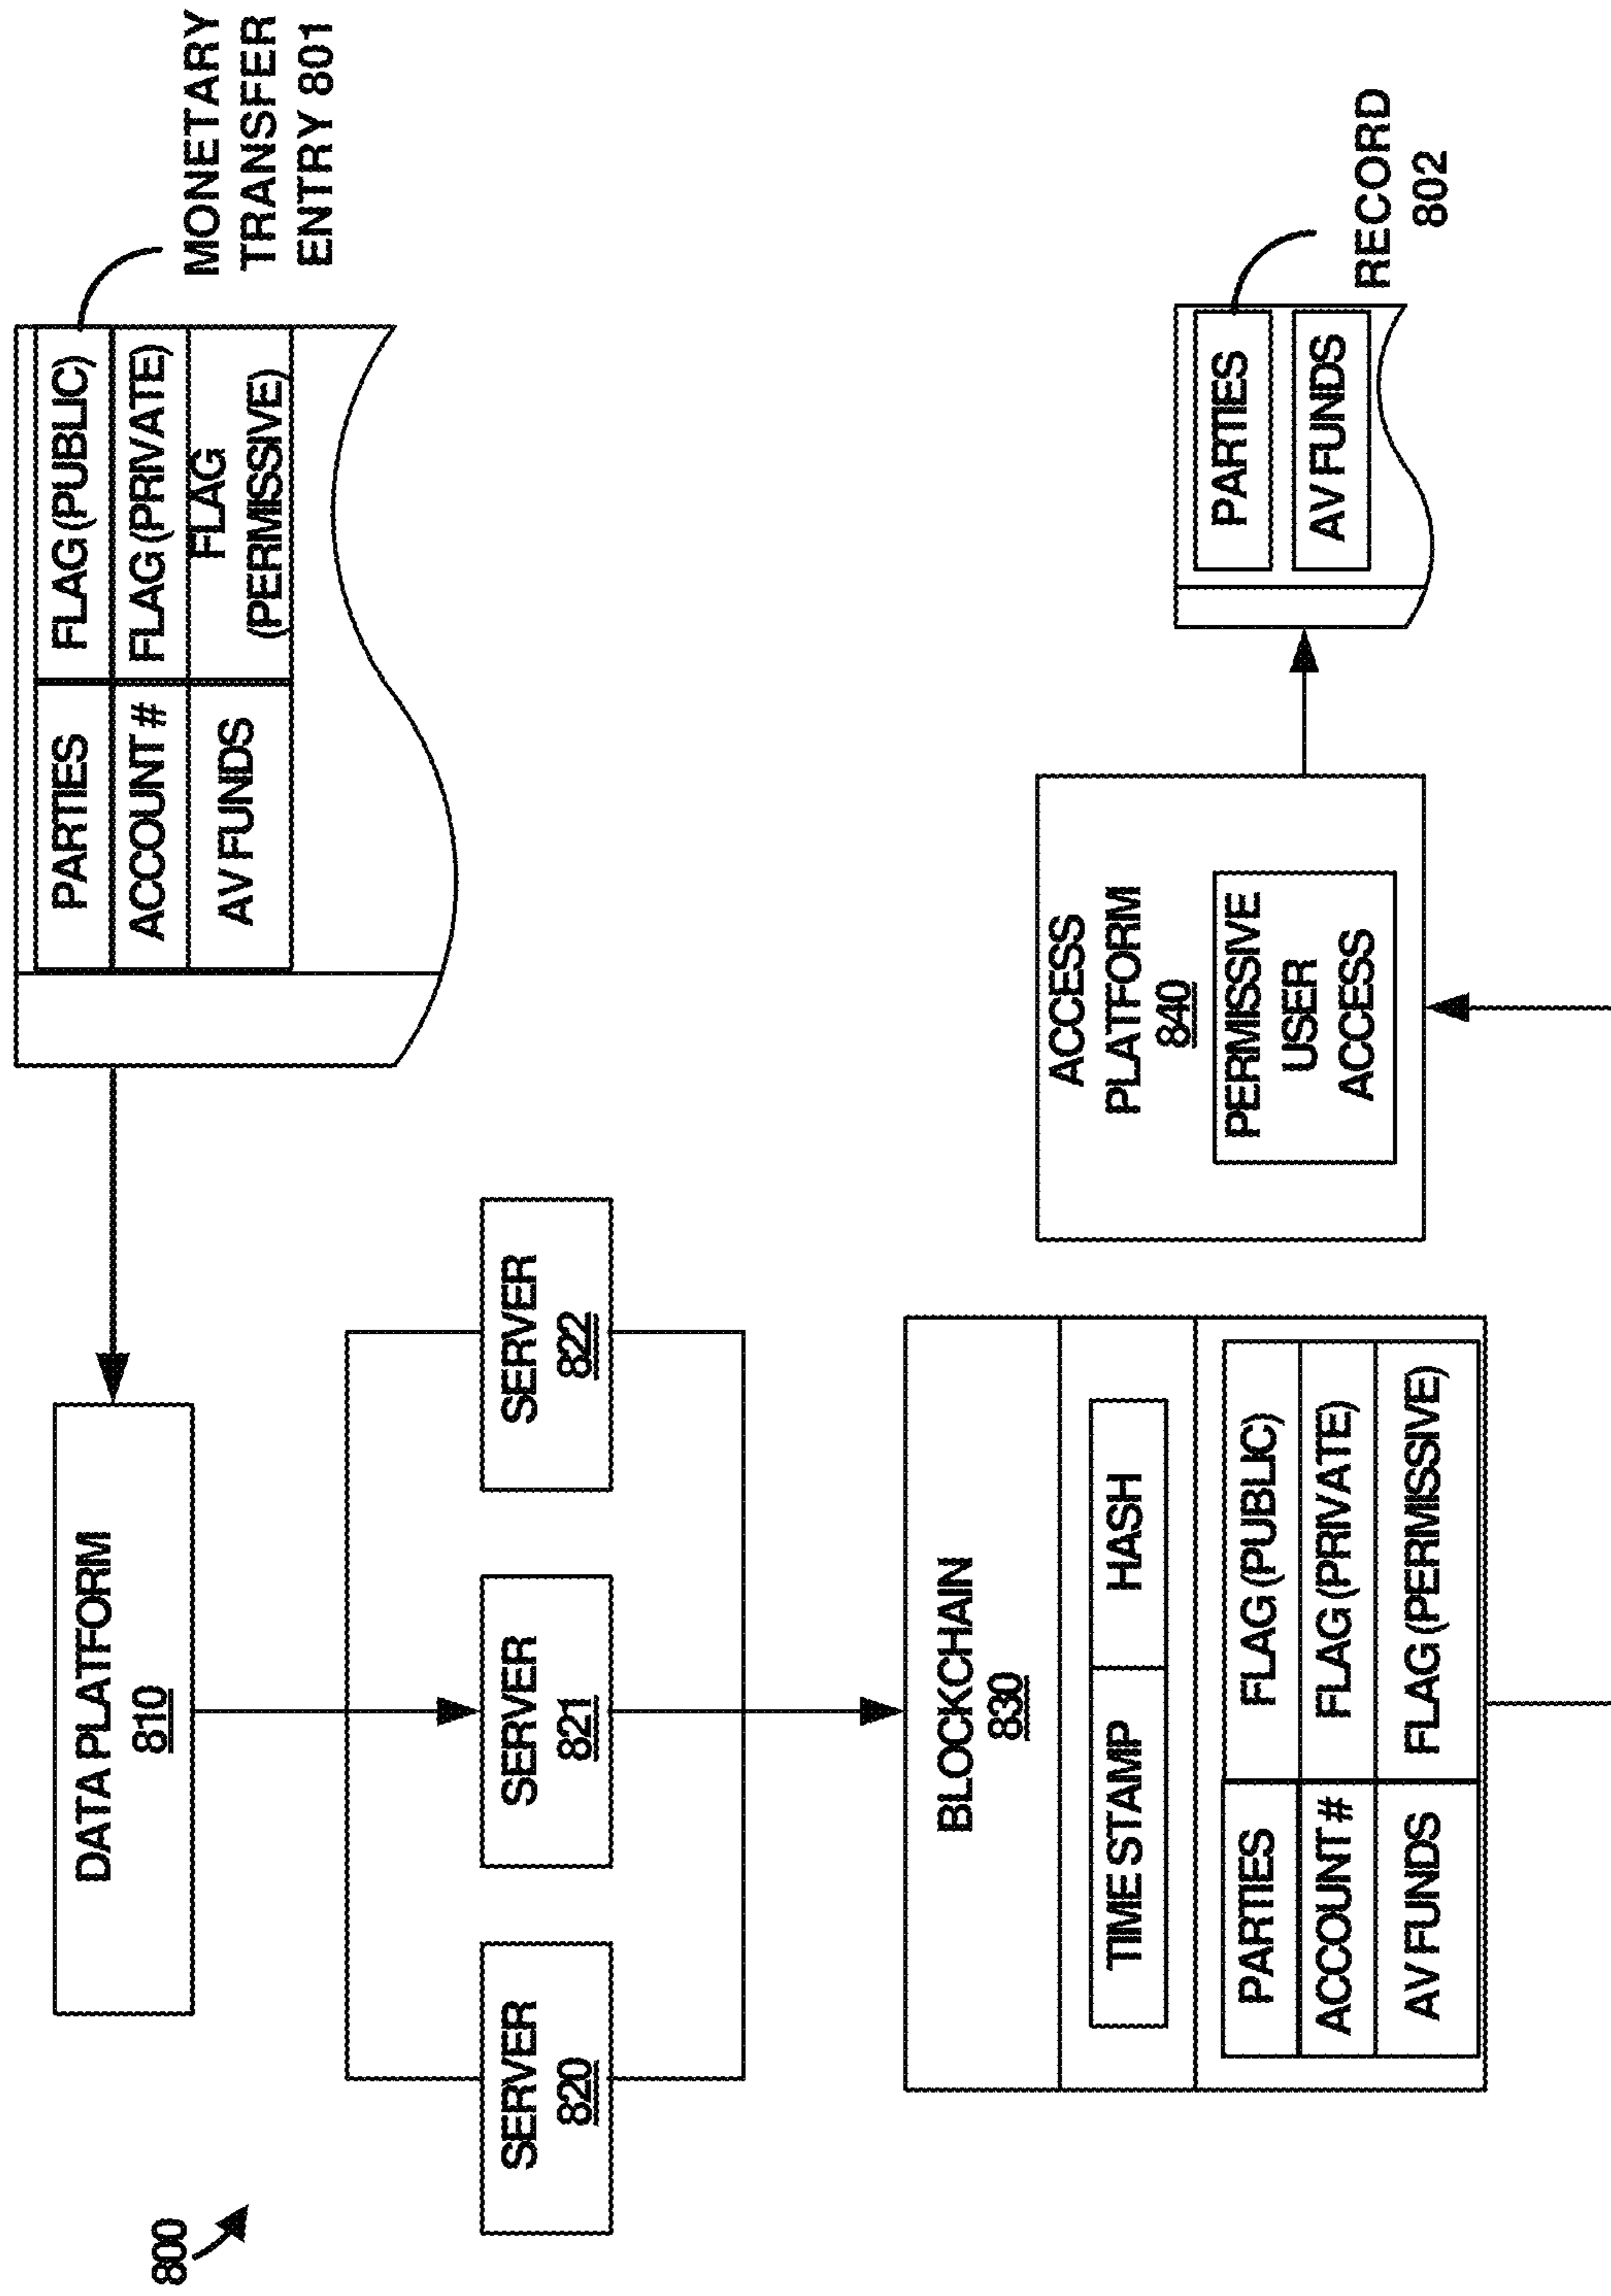 800
DATA PLATFORM
810
PARTIES
FLAG (PUBLIC)
ACCOUNT #
FLAG (PRIVATE)
AV FUNDS
FLAG
(PERMISSIVE)
MONETARY
TRANSFER
ENTRY 801
SERVER
820
SERVER
821
SERVER
822
BLOCKCHAIN
830
TIME STAMP
HASH
PARTIES
FLAG (PUBLIC)
ACCOUNT #
FLAG (PRIVATE)
AV FUNDS
FLAG (PERMISSIVE)
ACCESS
PLATFORM
840
PERMISSIVE
USER
ACCESS
PARTIES
AV FUNDS
RECORD
802